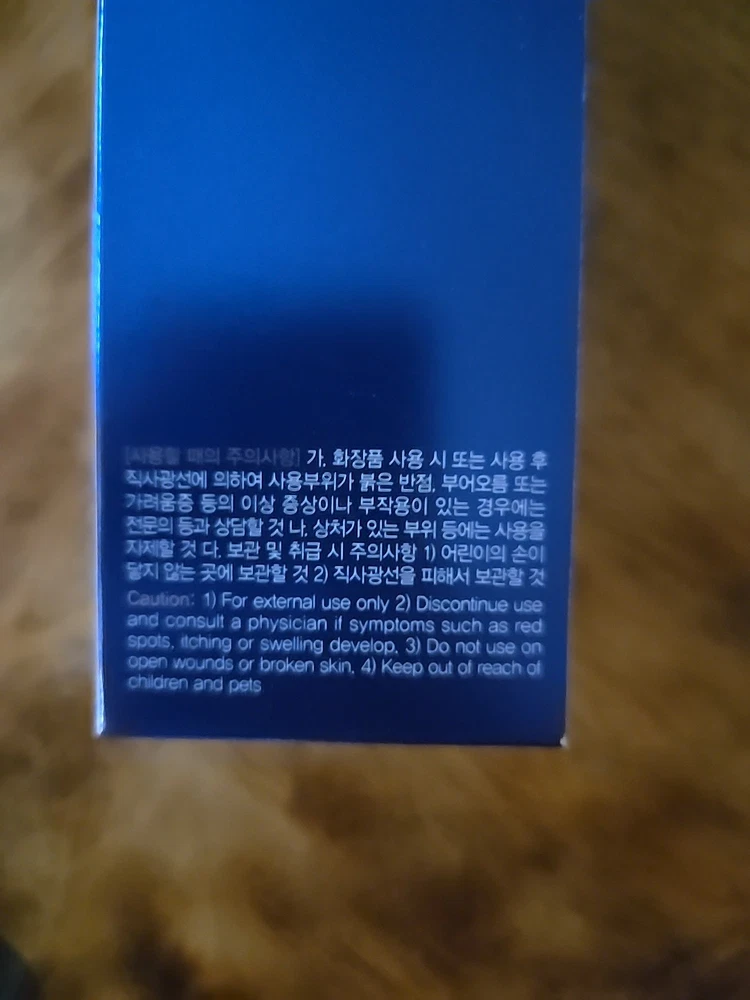 [사용할 때의 주의사항] 가. 화장품 사용 시 또는 사용 후
직사광선에 의하여 사용부위가 붉은 반점, 부어오름 또는
가려움증 등의 이상 증상이나 부작용이 있는 경우에는
전문의 등과 상담할 것 나. 상처가 있는 부위 등에는 사용을
자제할 것 다. 보관 및 취급 시 주의사항 1) 어린이의 손이
닿지 않는 곳에 보관할 것 2) 직사광선을 피해서 보관할 것
Caution: 1) For external use only 2) Discontinue use
and consult a physician if symptoms such as red
spots, itching or swelling develop. 3) Do not use on
open wounds or broken skin. 4) Keep out of reach of
children and pets